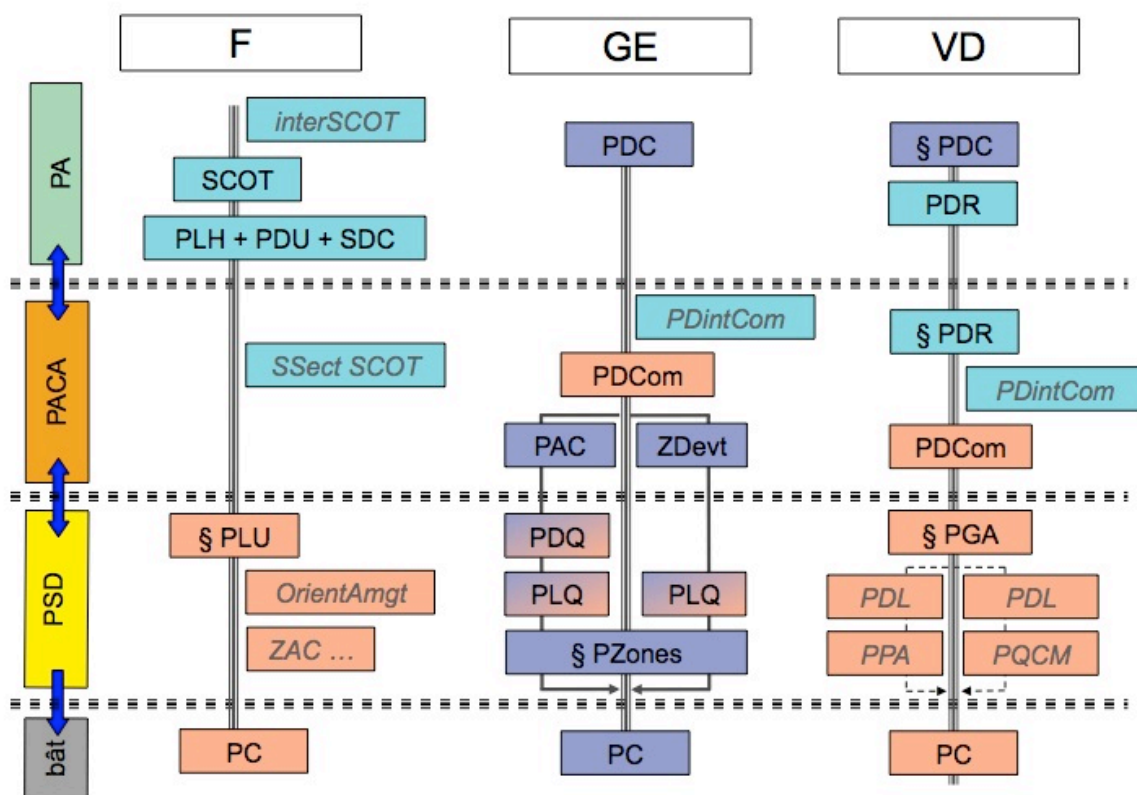 F
GE
VD
PA
interSCOT
SCOT
PLH + PDU + SDC
PDC
§ PDC
PDR
PACA
SSect SCOT
PDintCom
PDCom
PAC
ZDevt
§ PDR
PDintCom
PDCom
PSD
§ PLU
OrientAmgt
ZAC ...
PDQ
PLQ
PLQ
§ PZones
§ PGA
PDL
PDL
PPA
PQCM
bât
PC
PC
PC